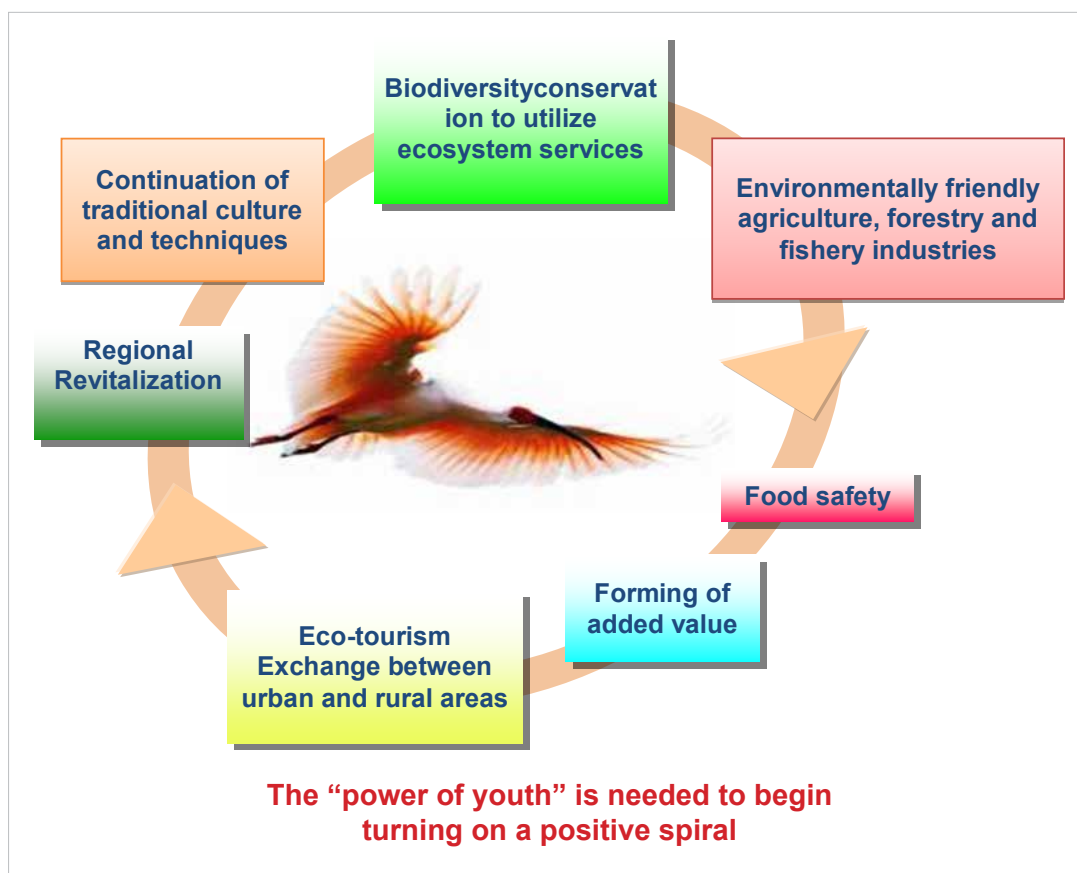 Biodiversityconservat
ion to utilize
ecosystem services
Continuation of
traditional culture
and techniques
Environmentally friendly
agriculture, forestry and
fishery industries
Regional
Revitalization
Food safety
Forming of
added value
Eco-tourism
Exchange between
urban and rural areas
The “power of youth” is needed to begin
turning on a positive spiral